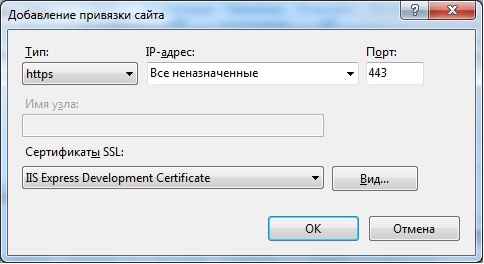 Добавление привязки сайта
Тип: IP-адрес: Порт:
https Все неназначенные 443
Имя узла:
Сертификаты SSL:
IIS Express Development Certificate Вид...
OK Отмена